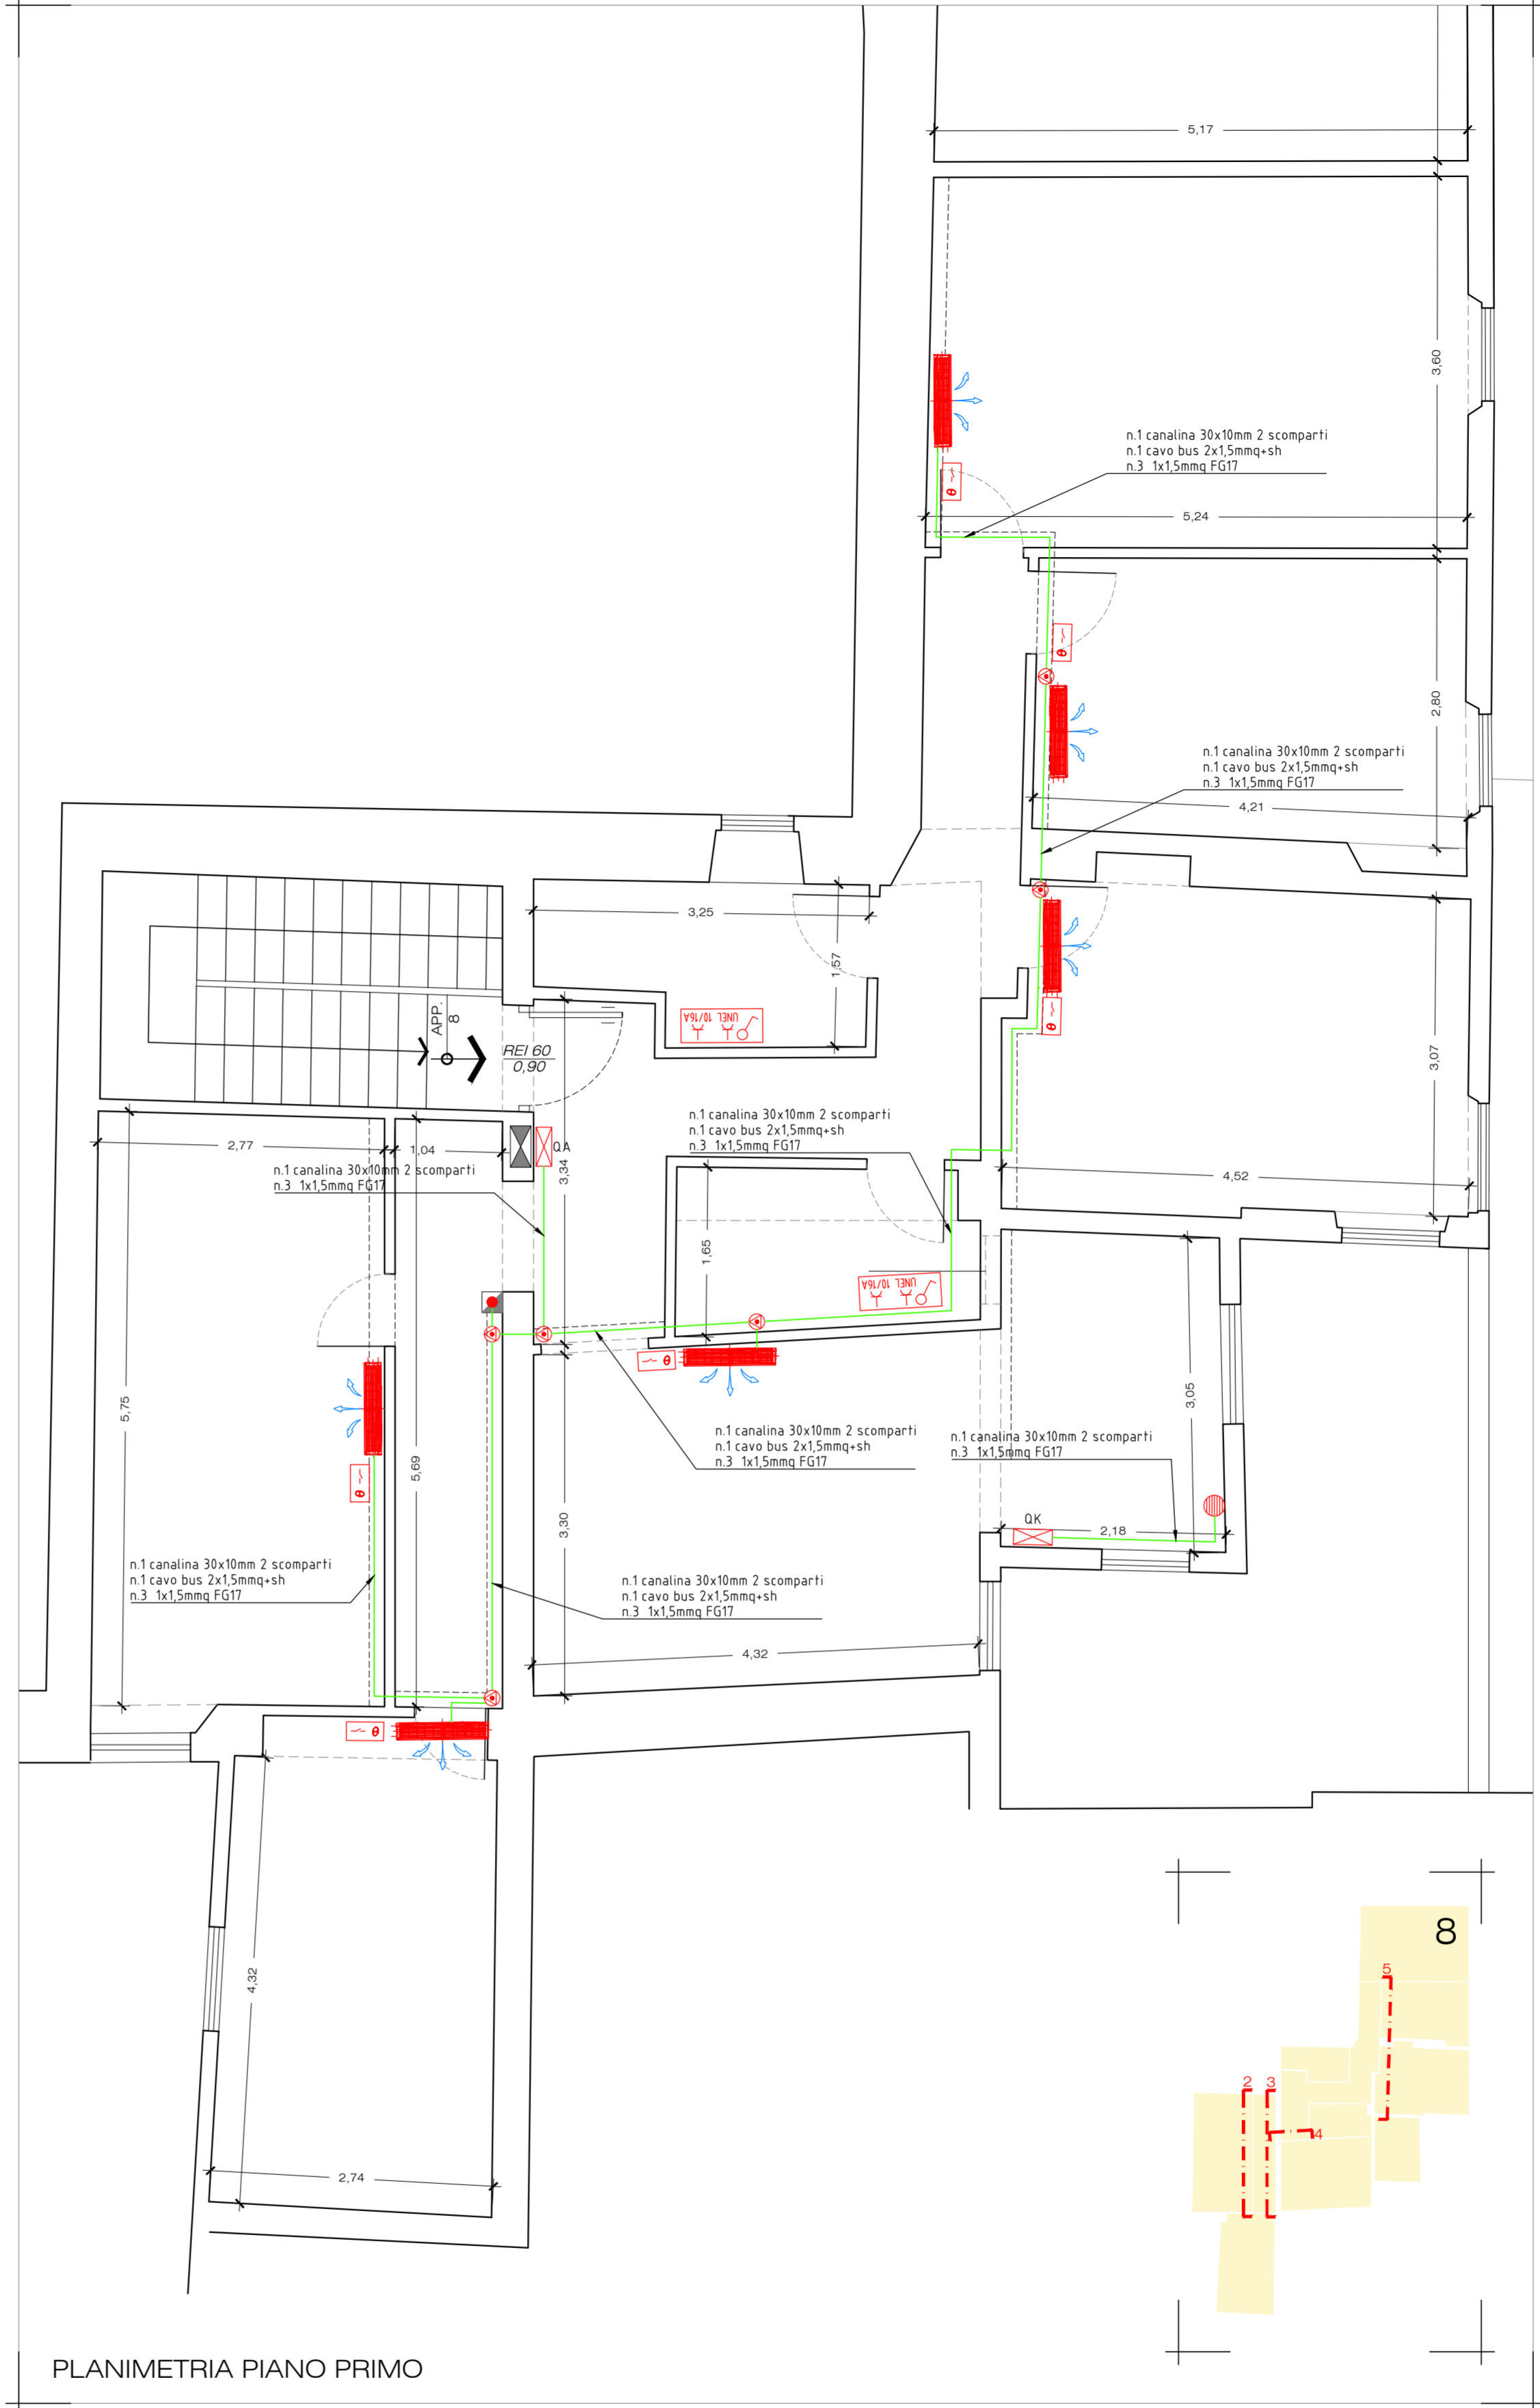 5,17
3,60
n.1 canalina 30x10mm 2 scomparti
n.1 cavo bus 2x1,5mmq+sh
n.3 1x1,5mmq FG17
θ
5,24
θ
2,80
n.1 canalina 30x10mm 2 scomparti
n.1 cavo bus 2x1,5mmq+sh
n.3 1x1,5mmq FG17
4,21
3,25
1,57
UNEL 10/16A
θ
APP.
8
REI 60
0,90
3,07
n.1 canalina 30x10mm 2 scomparti
n.1 cavo bus 2x1,5mmq+sh
n.3 1x1,5mmq FG17
2,77
1,04
QA
3,34
n.1 canalina 30x10mm 2 scomparti
n.3 1x1,5mmq FG17
4,52
1,65
UNEL 10/16A
3,05
θ
5,75
5,69
θ
n.1 canalina 30x10mm 2 scomparti
n.1 cavo bus 2x1,5mmq+sh
n.3 1x1,5mmq FG17
n.1 canalina 30x10mm 2 scomparti
n.3 1x1,5mmq FG17
3,30
QK
2,18
n.1 canalina 30x10mm 2 scomparti
n.1 cavo bus 2x1,5mmq+sh
n.3 1x1,5mmq FG17
n.1 canalina 30x10mm 2 scomparti
n.1 cavo bus 2x1,5mmq+sh
n.3 1x1,5mmq FG17
4,32
θ
4,32
2,74
8
5
2
3
4
PLANIMETRIA PIANO PRIMO